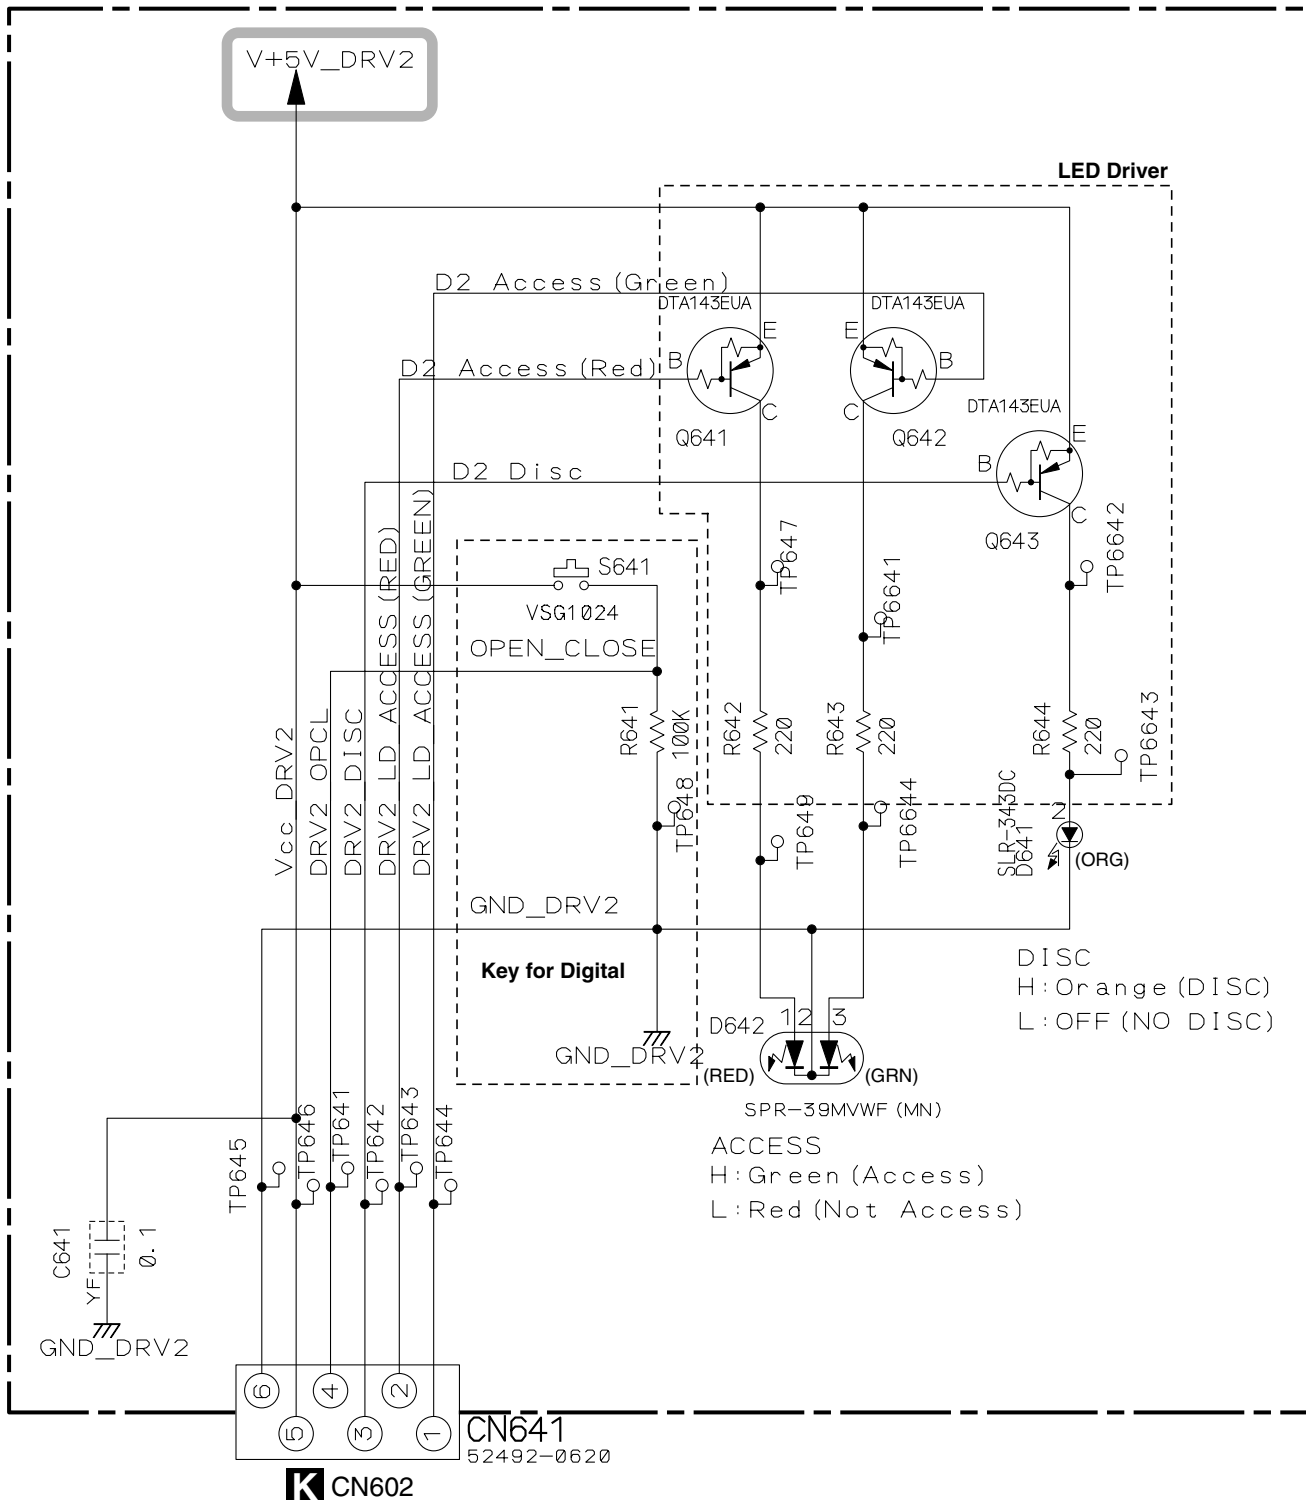 V+5V_DRV2
LED Driver
D2 Access(Green)
DTA143EUA
DTA143EUA
E
E
B
B
D2 Access(Red)
C
C
DTA143EUA
Q641
Q642
E
B
D2 Disc
C
Q643
TP647
TP6642
S641
VSG1024
TP6641
OPEN_CLOSE
Vcc DRV2
DRV2 OPCL
DRV2 DISC
DRV2 LD ACCESS(RED)
DRV2 LD ACCESS(GREEN)
R641
100K
R642
220
R643
220
R644
220
TP6643
TP648
TP649
TP6644
SLR-343DC
D641
2
1
(ORG)
GND_DRV2
Key for Digital
DISC
H:Orange(DISC)
L:OFF(NO DISC)
D642
1
2
3
GND_DRV2
(RED)
(GRN)
SPR-39MVWF(MN)
ACCESS
H:Green(Access)
L:Red(Not Access)
TP645
TP646
TP641
TP642
TP643
TP644
C641
0.1
YF
GND_DRV2
6
4
2
5
3
1
CN641
52492-0620
K CN602